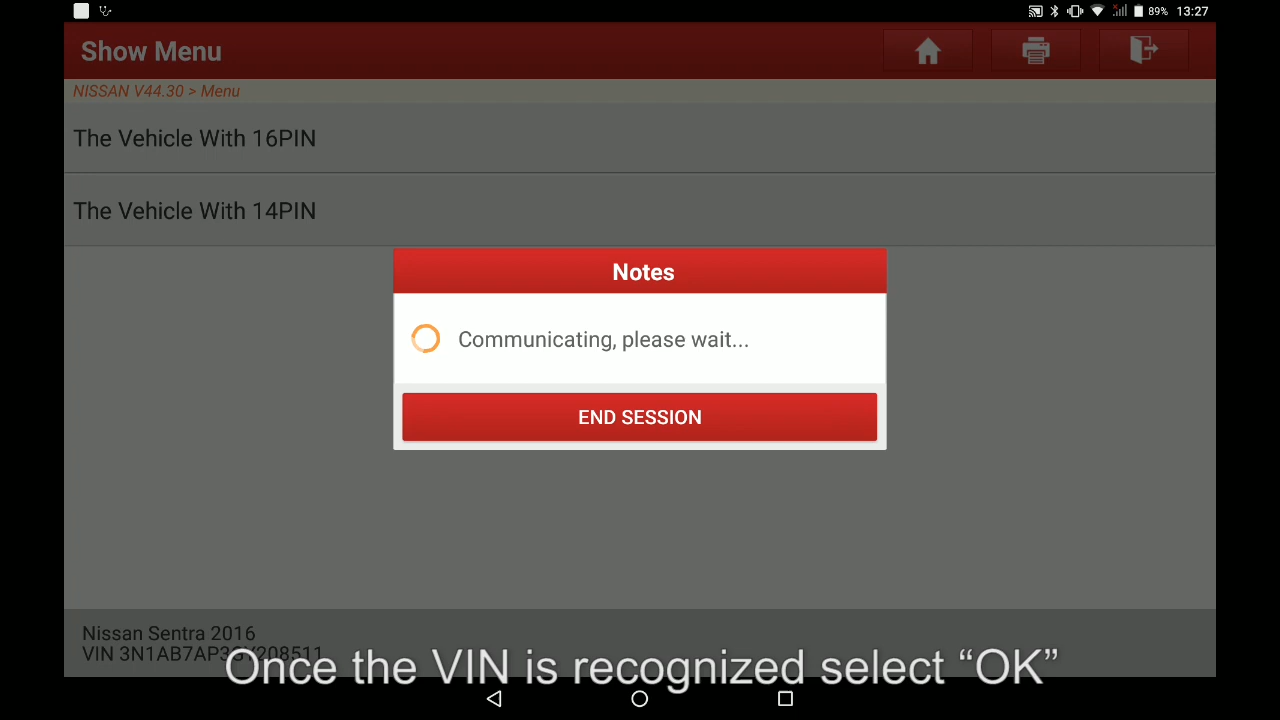 89% 13:27
Show Menu
NISSAN V44.30 > Menu
The Vehicle With 16PIN
The Vehicle With 14PIN
Notes
Communicating, please wait...
END SESSION
Nissan Sentra 2016
VIN
Once the VIN is recognized select “OK”